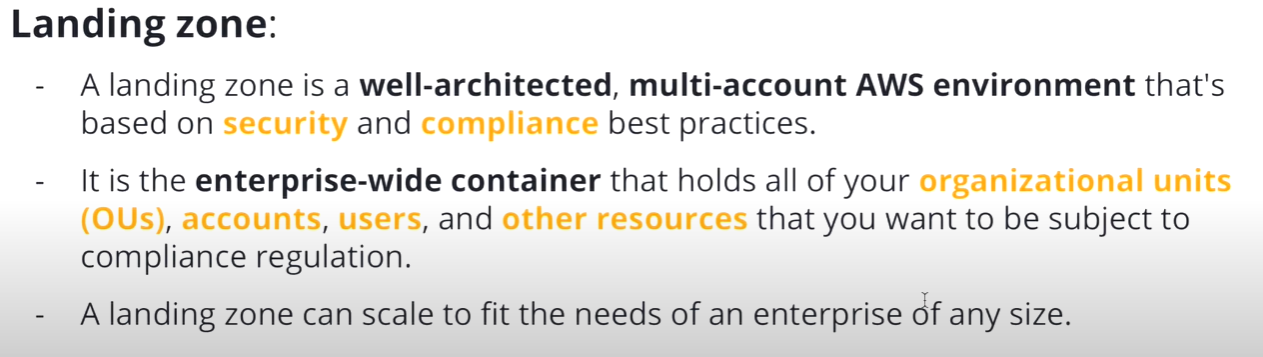 Landing zone:
- A landing zone is a well-architected, multi-account AWS environment that's
based on security and compliance best practices.
- It is the enterprise-wide container that holds all of your organizational units
(OUs), accounts, users, and other resources that you want to be subject to
compliance regulation.
- A landing zone can scale to fit the needs of an enterprise of any size.